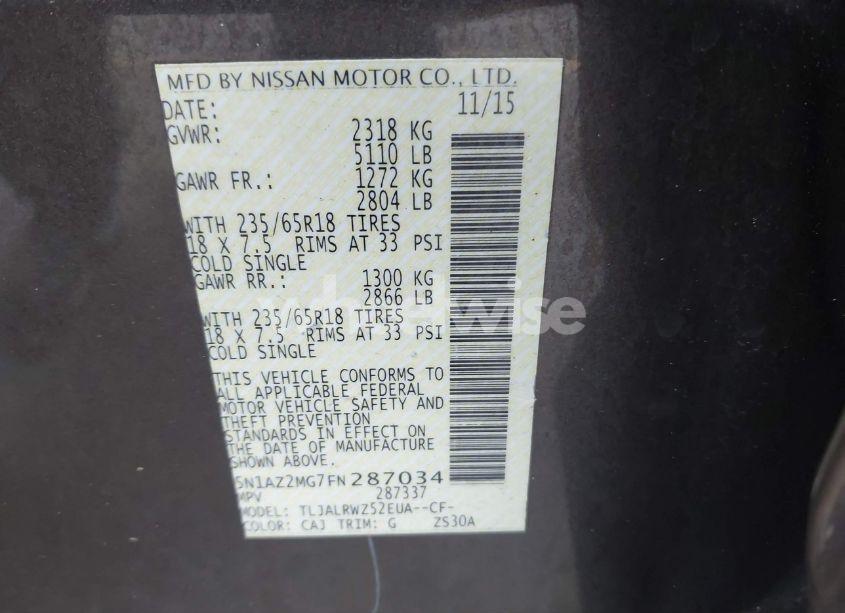 MFD BY NISSAN MOTOR CO., LTD.
DATE: 11/15
GVWR: 2318 KG
5110 LB
GAWR FR.: 1272 KG
2804 LB
WITH 235/65R18 TIRES
18 X 7.5 RIMS AT 33 PSI
COLD SINGLE
GAWR RR.: 1300 KG
2866 LB
WITH 235/65R18 TIRES
18 X 7.5 RIMS AT 33 PSI
COLD SINGLE
THIS VEHICLE CONFORMS TO
ALL APPLICABLE FEDERAL
MOTOR VEHICLE SAFETY AND
THEFT PREVENTION
STANDARDS IN EFFECT ON
THE DATE OF MANUFACTURE
SHOWN ABOVE.
5N1AZ2MG7FN287034
MPV 287337
MODEL: TLJALRWZ52EUA--CF-
COLOR: CAJ TRIM: G ZS30A
wheelwise